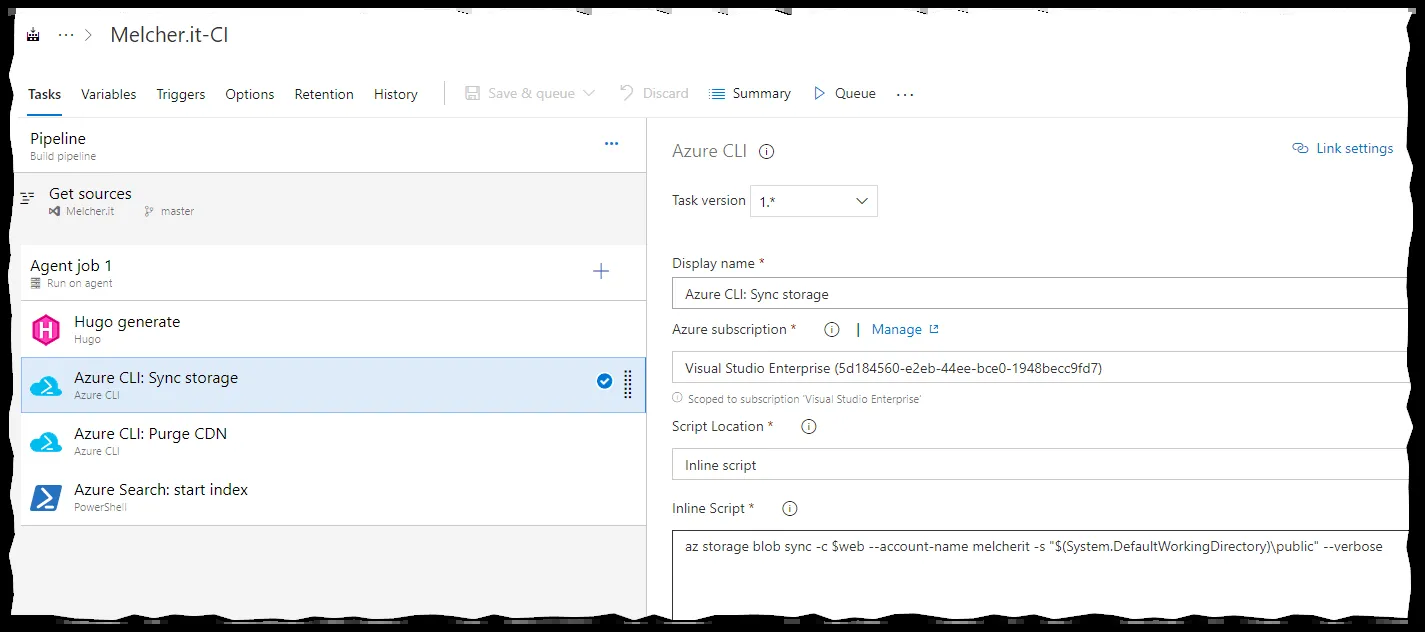 ··· > Melcher.it-CI
Tasks Variables Triggers Options Retention History Save & queue Discard Summary Queue ···
Pipeline
Build pipeline
Get sources
Melcher.it master
Agent job 1
Run on agent
Hugo generate
Hugo
Azure CLI: Sync storage
Azure CLI
Azure CLI: Purge CDN
Azure CLI
Azure Search: start index
PowerShell
Azure CLI
Link settings
Task version 1.*
Display name *
Azure CLI: Sync storage
Azure subscription * | Manage
Visual Studio Enterprise (5d184560-e2eb-44ee-bce0-1948becc9fd7)
Scoped to subscription 'Visual Studio Enterprise'
Script Location *
Inline script
Inline Script *
az storage blob sync -c $web --account-name melcherit -s "$(System.DefaultWorkingDirectory)\public" --verbose